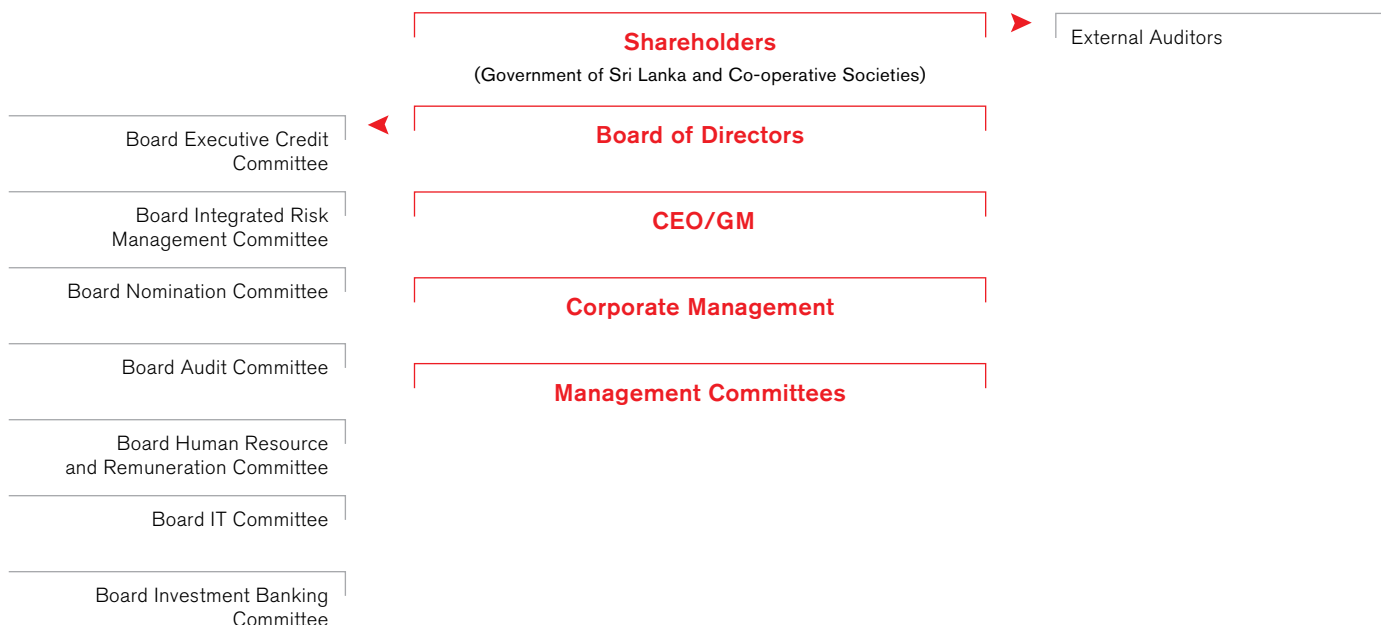 Shareholders
(Government of Sri Lanka and Co-operative Societies)
External Auditors
Board of Directors
Board Executive Credit
Committee
Board Integrated Risk
Management Committee
CEO/GM
Board Nomination Committee
Corporate Management
Board Audit Committee
Management Committees
Board Human Resource
and Remuneration Committee
Board IT Committee
Board Investment Banking
Committee